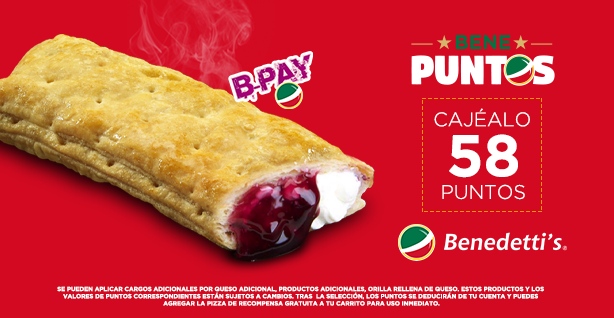 BENE
PUNTOS
B-PAY
CAJÉALO
58
PUNTOS
Benedetti's®
SE PUEDEN APLICAR CARGOS ADICIONALES POR QUESO ADICIONAL, PRODUCTOS ADICIONALES, ORILLA RELLENA DE QUESO. ESTOS PRODUCTOS Y LOS
VALORES DE PUNTOS CORRESPONDIENTES ESTÁN SUJETOS A CAMBIOS. TRAS LA SELECCIÓN, LOS PUNTOS SE DEDUCIRÁN DE TU CUENTA Y PUEDES
AGREGAR LA PIZZA DE RECOMPENSA GRATUITA A TU CARRITO PARA USO INMEDIATO.